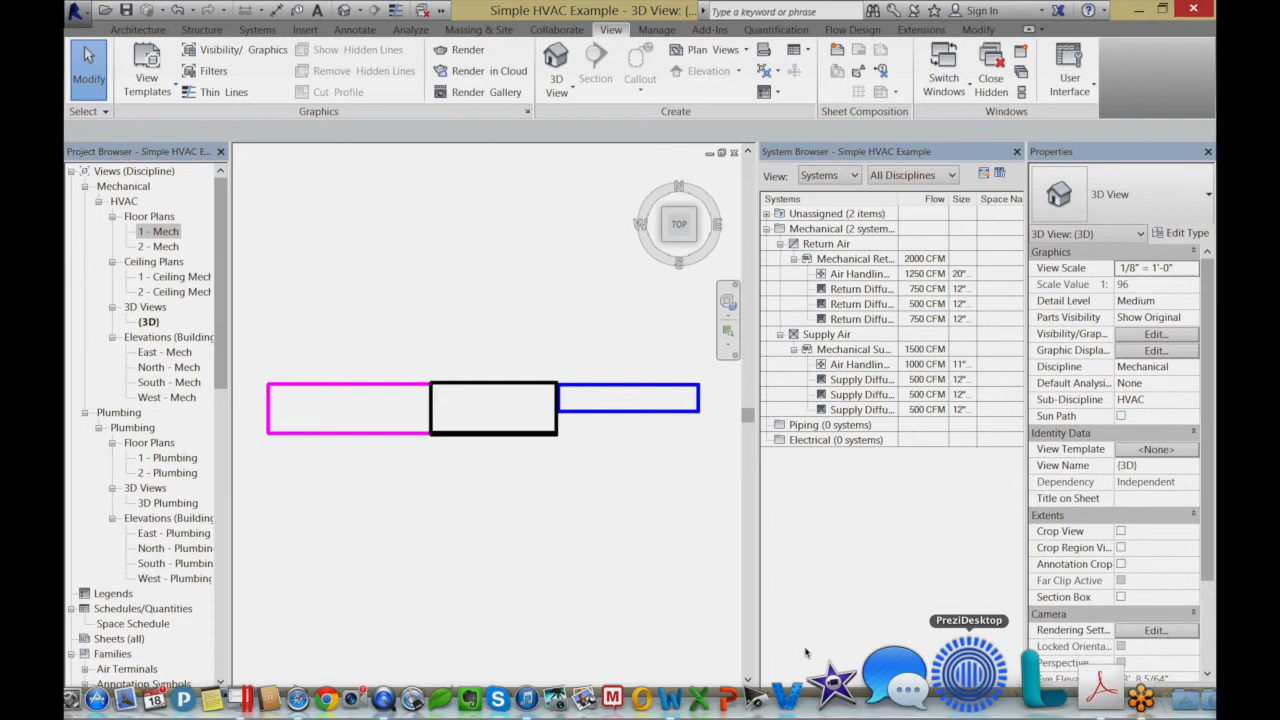 Simple HVAC Example - 3D View: {...
Type a keyword or phrase
Sign In
Architecture Structure Systems Insert Annotate Analyze Massing & Site Collaborate View Manage Add-Ins Quantification Flow Design Extensions Modify
Modify
View Templates
Visibility/ Graphics
Filters
Thin Lines
Show Hidden Lines
Remove Hidden Lines
Cut Profile
Render
Render in Cloud
Render Gallery
3D View
Section
Callout
Plan Views
Elevation
Switch Windows
Close Hidden
User Interface
Select Graphics Create Sheet Composition Windows
Project Browser - Simple HVAC E...
Views (Discipline)
Mechanical
HVAC
Floor Plans
1 - Mech
2 - Mech
Ceiling Plans
1 - Ceiling Mech
2 - Ceiling Mech
3D Views
{3D}
Elevations (Building
East - Mech
North - Mech
South - Mech
West - Mech
Plumbing
Plumbing
Floor Plans
1 - Plumbing
2 - Plumbing
3D Views
3D Plumbing
Elevations (Building
East - Plumbing
North - Plumbin
South - Plumbin
West - Plumbing
Legends
Schedules/Quantities
Space Schedule
Sheets (all)
Families
Air Terminals
Annotation Symbols
N
W TOP E
S
System Browser - Simple HVAC Example
View: Systems All Disciplines
Systems Flow Size Space Na
Unassigned (2 items)
Mechanical (2 system...
Return Air
Mechanical Ret... 2000 CFM
Air Handlin... 1250 CFM 20"...
Return Diffu... 750 CFM 12"...
Return Diffu... 500 CFM 12"...
Return Diffu... 750 CFM 12"...
Supply Air
Mechanical Su... 1500 CFM
Air Handlin... 1000 CFM 11"...
Supply Diffu... 500 CFM 12"...
Supply Diffu... 500 CFM 12"...
Supply Diffu... 500 CFM 12"...
Piping (0 systems)
Electrical (0 systems)
Properties
3D View
3D View: {3D} Edit Type
Graphics
View Scale 1/8" = 1'-0"
Scale Value 1: 96
Detail Level Medium
Parts Visibility Show Original
Visibility/Grap... Edit...
Graphic Displa... Edit...
Discipline Mechanical
Default Analysi... None
Sub-Discipline HVAC
Sun Path
Identity Data
View Template <None>
View Name {3D}
Dependency Independent
Title on Sheet
Extents
Crop View
Crop Region Vi...
Annotation Crop
Far Clip Active
Section Box
Camera
Rendering Sett... Edit...
Locked Orienta...
Perspective
PreziDesktop
18